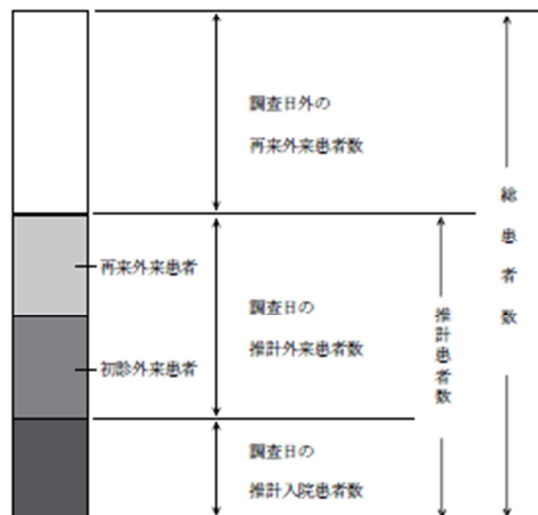 調査日外の
再来外来患者数
総患者数
再来外来患者
調査日の
推計外来患者数
推計患者数
初診外来患者
調査日の
推計入院患者数